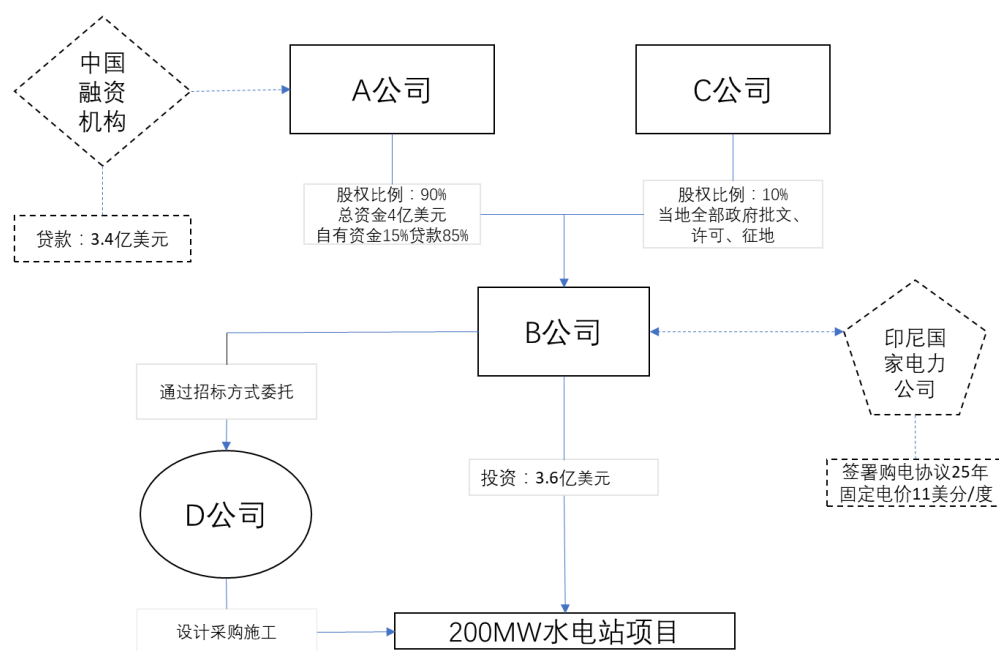 中国
融资
机构
A公司
C公司
股权比例：90%
总资金4亿美元
自有资金15%贷款85%
股权比例：10%
当地全部政府批文、
许可、征地
贷款：3.4亿美元
B公司
印尼国
家电力
公司
通过招标方式委托
投资：3.6亿美元
签署购电协议25年
固定电价11美分/度
D公司
设计采购施工
200MW水电站项目